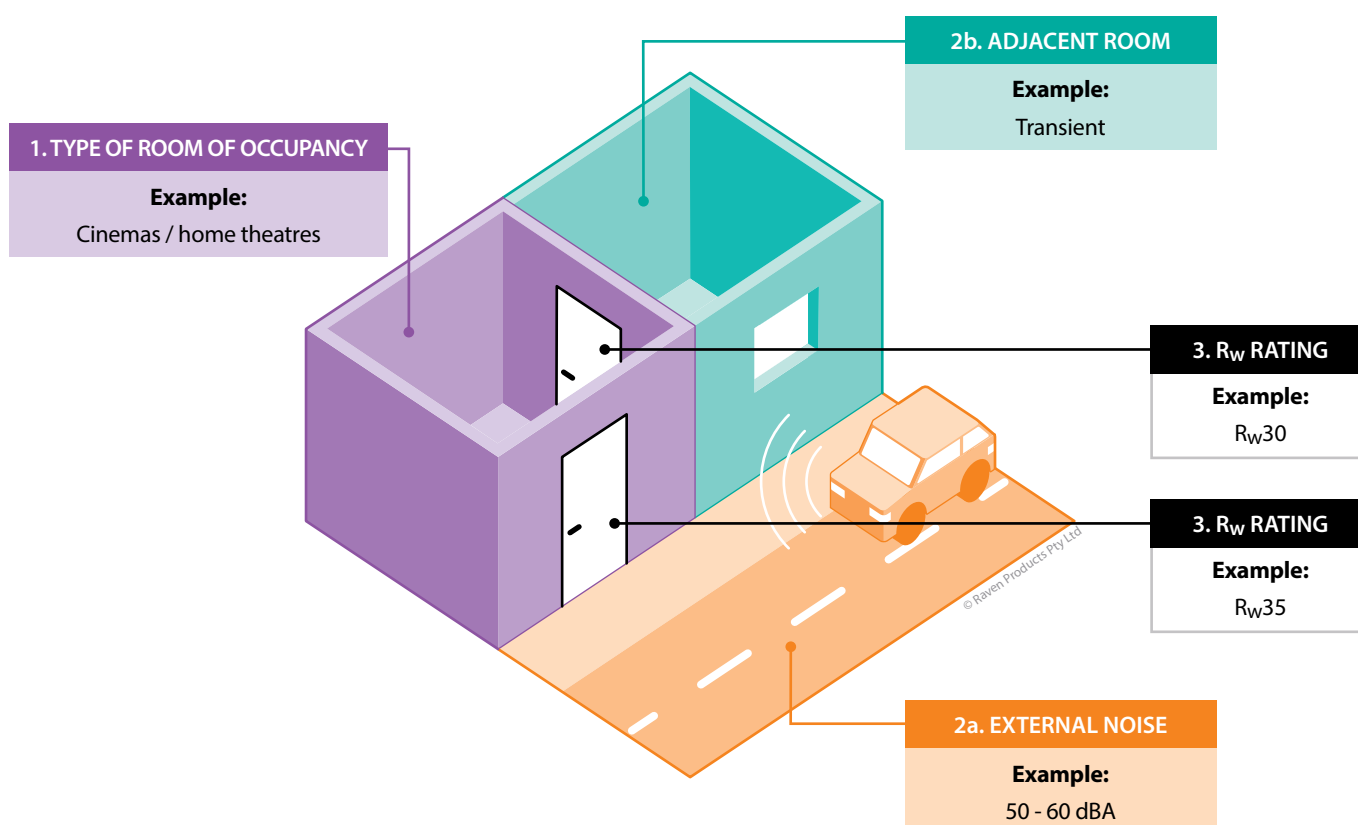 2b. ADJACENT ROOM
Example:
Transient
1. TYPE OF ROOM OF OCCUPANCY
Example:
Cinemas / home theatres
3. RW RATING
Example:
RW30
3. RW RATING
Example:
RW35
© Raven Products Pty Ltd
2a. EXTERNAL NOISE
Example:
50 - 60 dBA